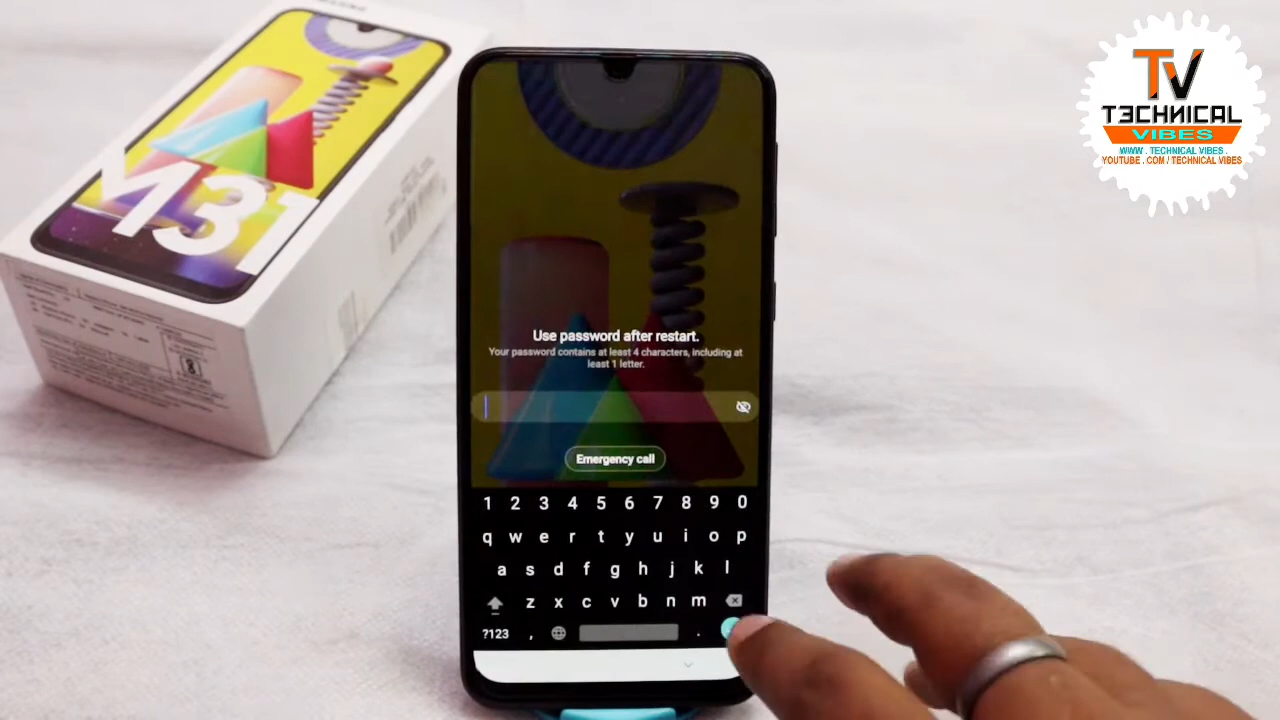 M31
TV
TECHNICAL
VIBES
WWW . TECHNICAL VIBES .
YOUTUBE . COM / TECHNICAL VIBES
Use password after restart.
Your password contains at least 4 characters, including at
least 1 letter.
Emergency call
1 2 3 4 5 6 7 8 9 0
q w e r t y u i o p
a s d f g h j k l
z x c v b n m
?123 , .